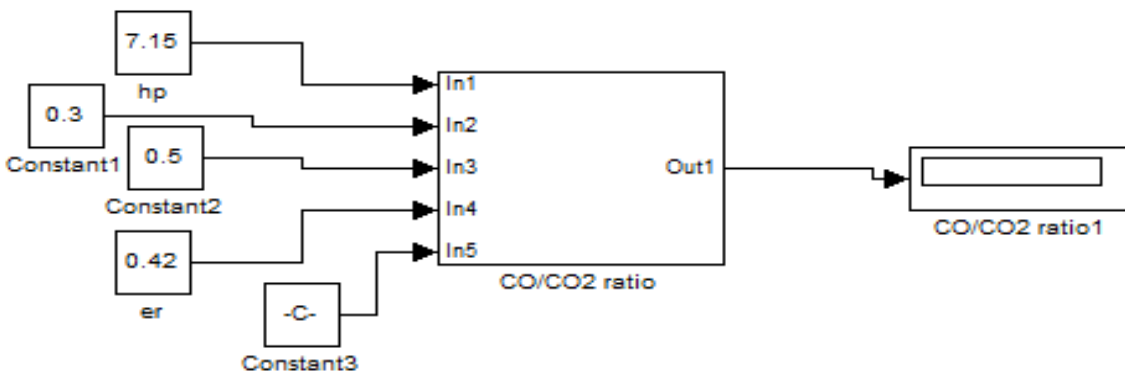 7.15
hp
0.3
Constant1
0.5
Constant2
0.42
er
-C-
Constant3
In1
In2
In3
In4
In5
Out1
CO/CO2 ratio
CO/CO2 ratio1